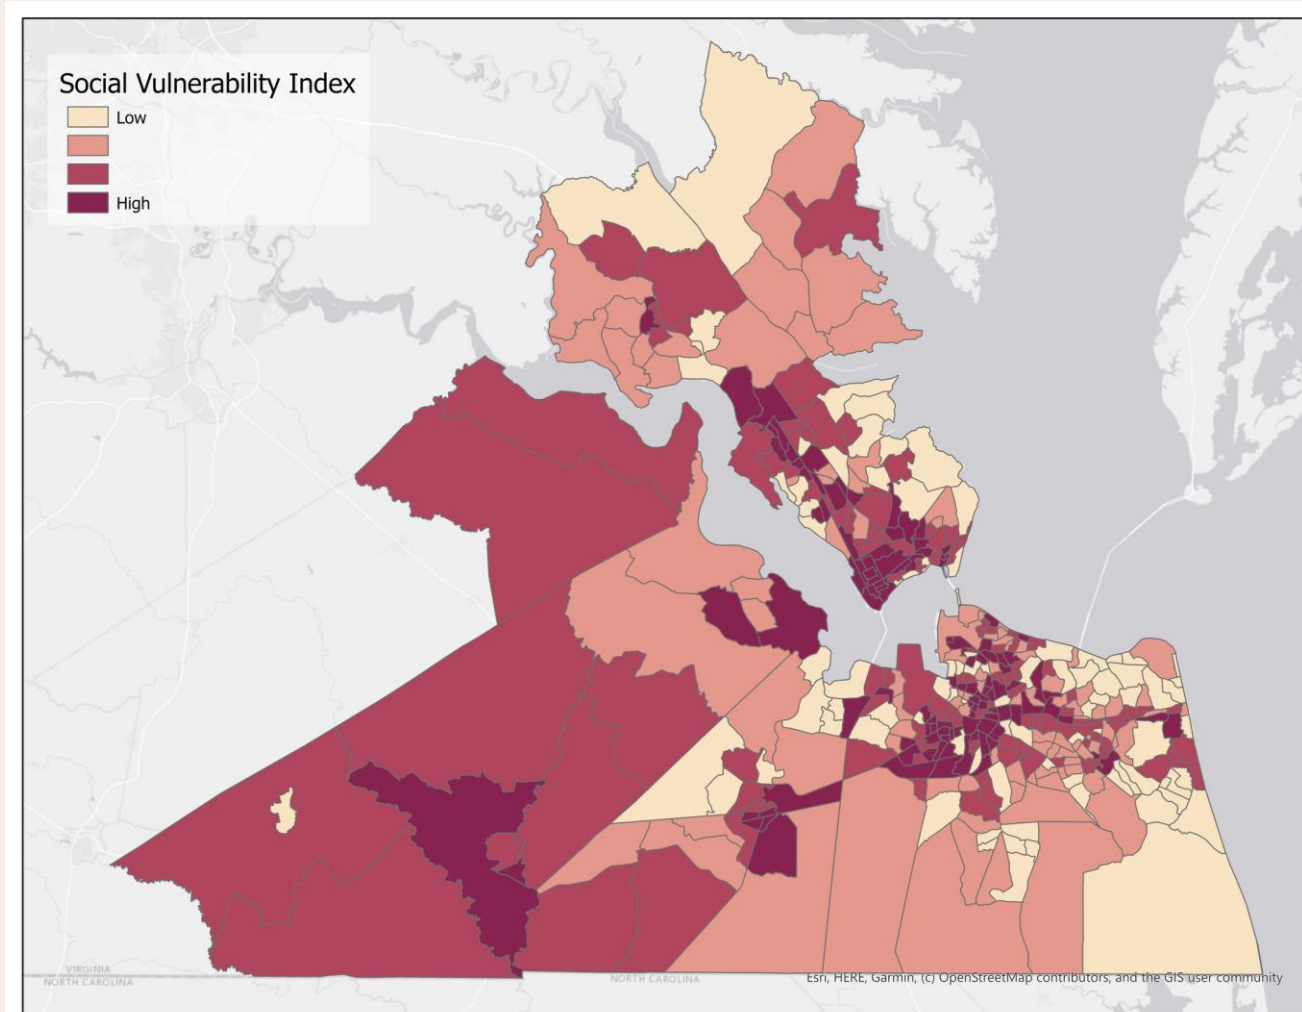 Social Vulnerability Index
Low
High
VIRGINIA
NORTH CAROLINA
NORTH CAROLINA
Esri, HERE, Garmin, (c) OpenStreetMap contributors, and the GIS user community